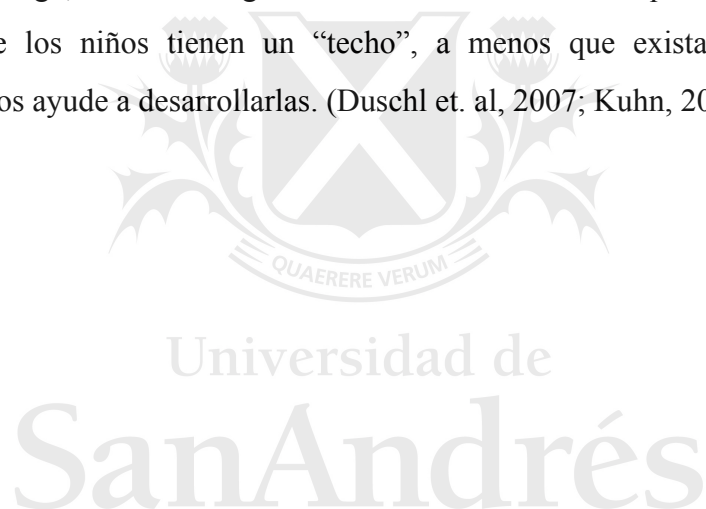 e los niños tienen un “techo”, a menos que exista
os ayude a desarrollarlas. (Duschl et. al, 2007; Kuhn, 20
QUAERERE VERUM
Universidad de
SanAndrés